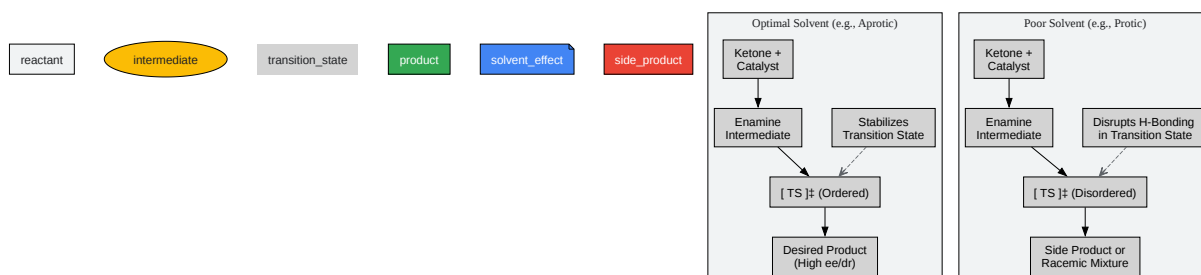 reactant
intermediate
transition_state
product
solvent_effect
side_product
Optimal Solvent (e.g., Aprotic)
Ketone +
Catalyst
Enamine
Intermediate
Stabilizes
Transition State
[ TS ]‡ (Ordered)
Desired Product
(High ee/dr)
Poor Solvent (e.g., Protic)
Ketone +
Catalyst
Enamine
Intermediate
Disrupts H-Bonding
in Transition State
[ TS ]‡ (Disordered)
Side Product or
Racemic Mixture